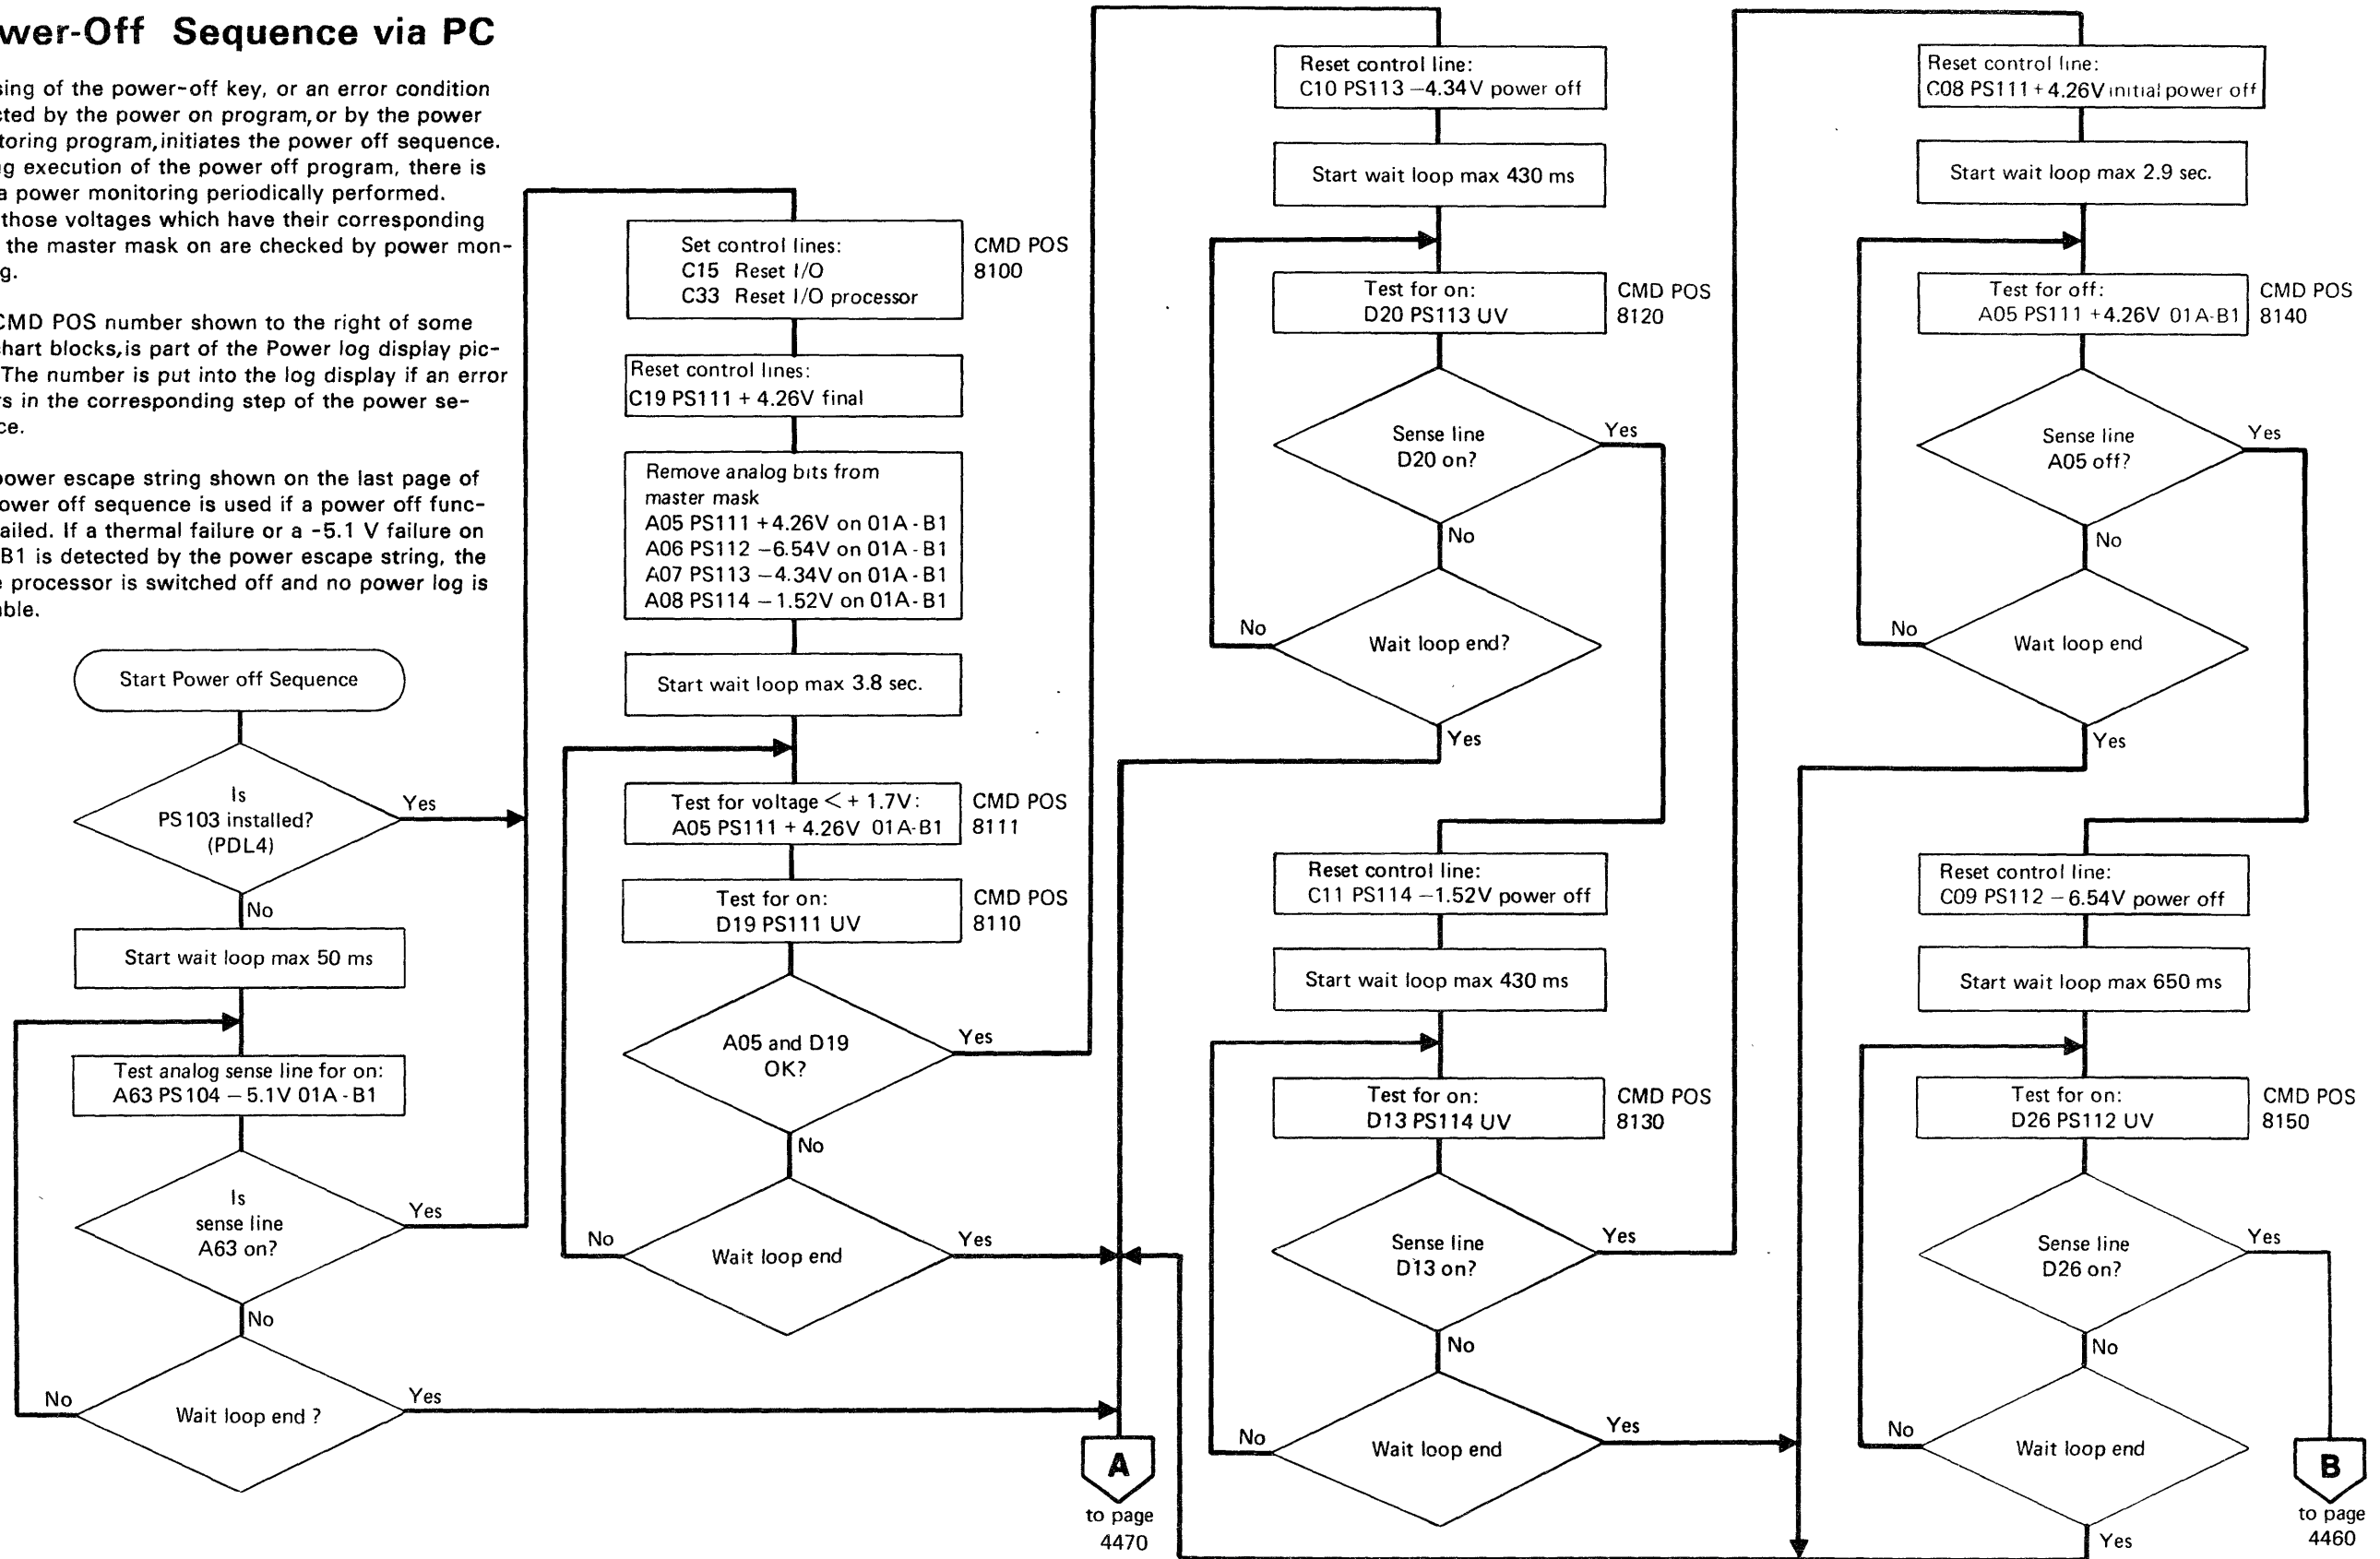 wer-Off Sequence via PC
sing of the power-off key, or an error condition
cted by the power on program, or by the power
toring program, initiates the power off sequence.
g execution of the power off program, there is
a power monitoring periodically performed.
those voltages which have their corresponding
the master mask on are checked by power mon-
g.
CMD POS number shown to the right of some
hart blocks, is part of the Power log display pic-
The number is put into the log display if an error
rs in the corresponding step of the power se-
ce.
power escape string shown on the last page of
ower off sequence is used if a power off func-
ailed. If a thermal failure or a -5.1 V failure on
B1 is detected by the power escape string, the
e processor is switched off and no power log is
able.
Start Power off Sequence
Is
PS103 installed?
(PDL4)
Yes
No
Start wait loop max 50 ms
Test analog sense line for on:
A63 PS104 – 5.1V 01A - B1
Is
sense line
A63 on?
Yes
No
Wait loop end ?
No
Yes
Set control lines:
C15 Reset I/O
C33 Reset I/O processor
CMD POS
8100
Reset control lines:
C19 PS111 + 4.26V final
Remove analog bits from
master mask
A05 PS111 +4.26V on 01A - B1
A06 PS112 –6.54V on 01A - B1
A07 PS113 –4.34V on 01A - B1
A08 PS114 –1.52V on 01A- B1
Start wait loop max 3.8 sec.
Test for voltage < + 1.7V:
A05 PS111 + 4.26V 01A-B1
CMD POS
8111
Test for on:
D19 PS111 UV
CMD POS
8110
A05 and D19
OK?
Yes
No
Wait loop end
No
Yes
A
to page
4470
Reset control line:
C10 PS113 –4.34V power off
Start wait loop max 430 ms
Test for on:
D20 PS113 UV
CMD POS
8120
Sense line
D20 on?
Yes
No
Wait loop end?
No
Yes
Reset control line:
C11 PS114 –1.52V power off
Start wait loop max 430 ms
Test for on:
D13 PS114 UV
CMD POS
8130
Sense line
D13 on?
Yes
No
Wait loop end
No
Yes
Reset control line:
C08 PS111 + 4.26V initial power off
Start wait loop max 2.9 sec.
Test for off:
A05 PS111 +4.26V 01A-B1
CMD POS
8140
Sense line
A05 off?
Yes
No
Wait loop end
No
Yes
Reset control line:
C09 PS112 – 6.54V power off
Start wait loop max 650 ms
Test for on:
D26 PS112 UV
CMD POS
8150
Sense line
D26 on?
Yes
No
Wait loop end
No
Yes
B
to page
4460